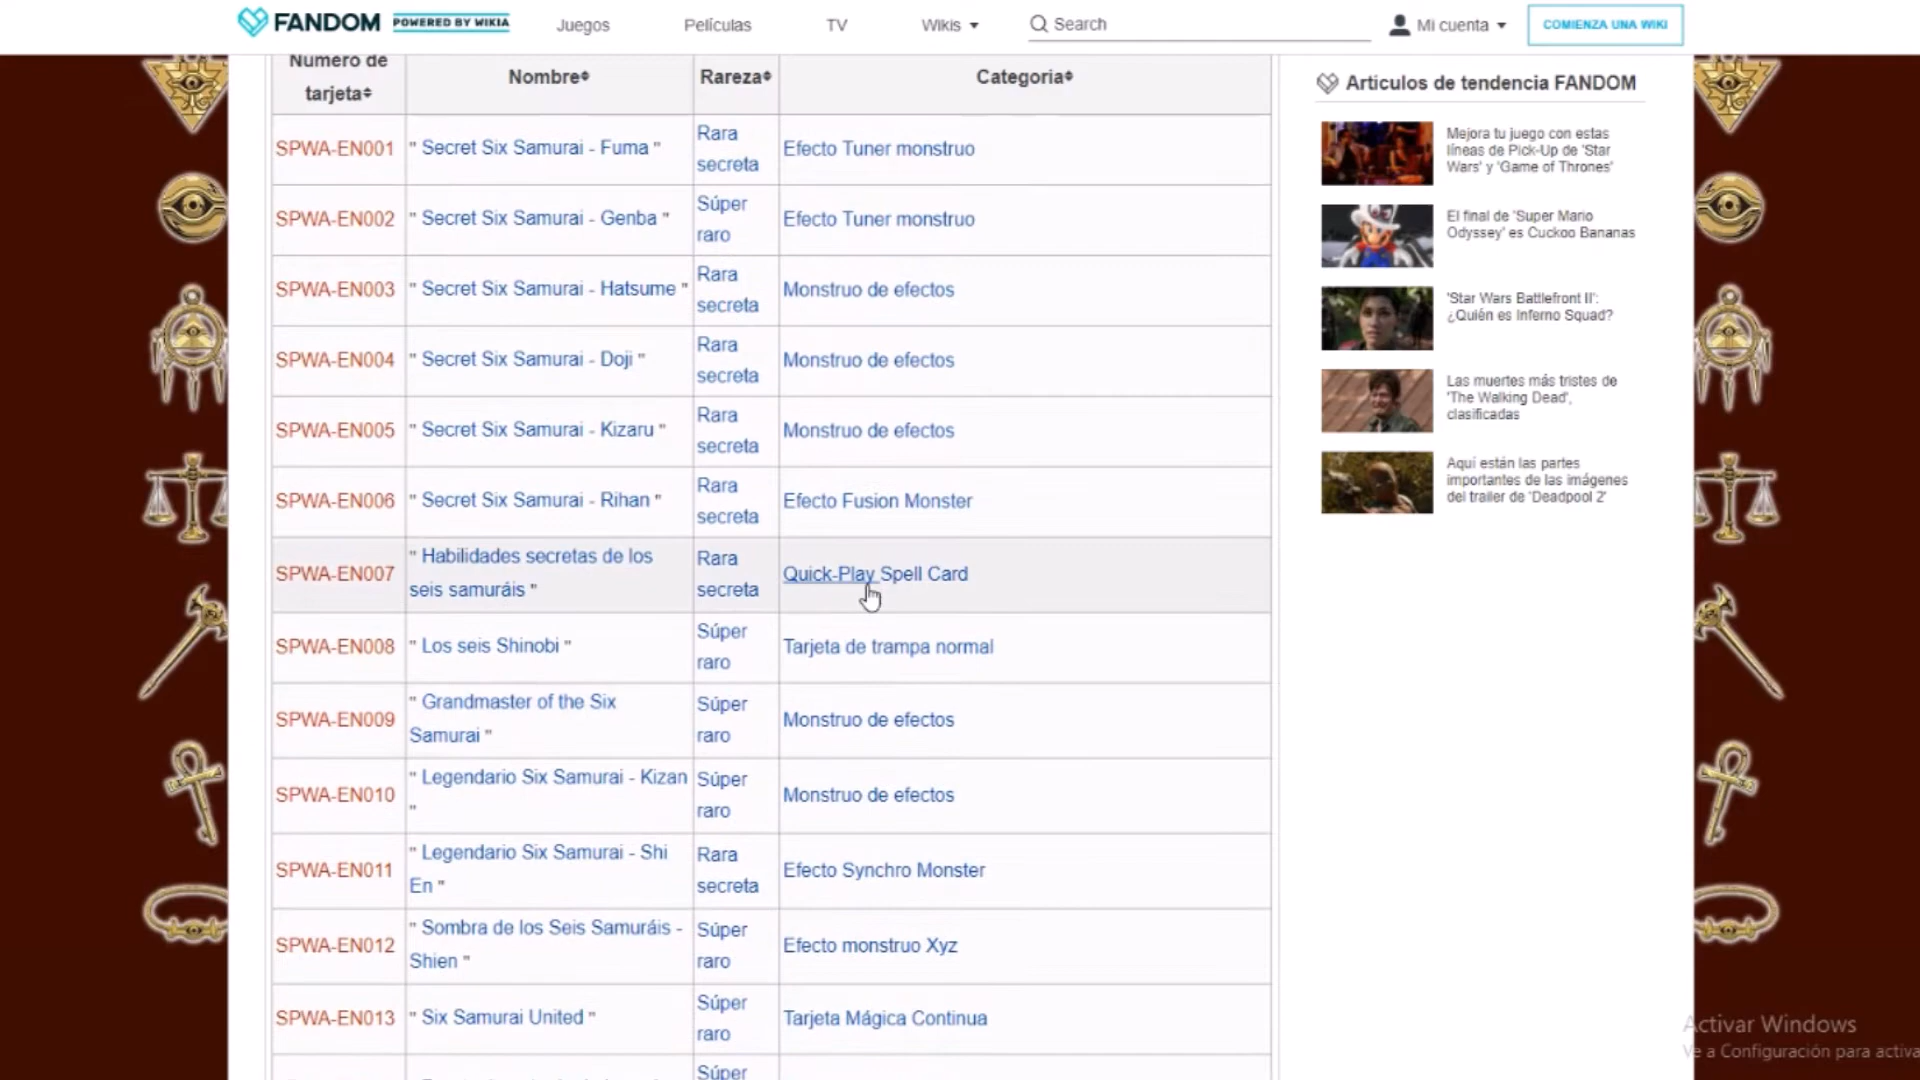 FANDOM POWERED BY WIKIA Juegos Películas TV Wikis Search Mi cuenta COMIENZA UNA WIKI
Número de
tarjeta
Nombre
Rareza
Categoria
SPWA-EN001 " Secret Six Samurai - Fuma " Rara
secreta Efecto Tuner monstruo
SPWA-EN002 " Secret Six Samurai - Genba " Súper
raro Efecto Tuner monstruo
SPWA-EN003 " Secret Six Samurai - Hatsume " Rara
secreta Monstruo de efectos
SPWA-EN004 " Secret Six Samurai - Doji " Rara
secreta Monstruo de efectos
SPWA-EN005 " Secret Six Samurai - Kizaru " Rara
secreta Monstruo de efectos
SPWA-EN006 " Secret Six Samurai - Rihan " Rara
secreta Efecto Fusion Monster
SPWA-EN007 " Habilidades secretas de los
seis samuráis " Rara
secreta Quick-Play Spell Card
SPWA-EN008 " Los seis Shinobi " Súper
raro Tarjeta de trampa normal
SPWA-EN009 " Grandmaster of the Six
Samurai " Súper
raro Monstruo de efectos
SPWA-EN010 " Legendario Six Samurai - Kizan
" Súper
raro Monstruo de efectos
SPWA-EN011 " Legendario Six Samurai - Shi
En " Rara
secreta Efecto Synchro Monster
SPWA-EN012 " Sombra de los Seis Samuráis -
Shien " Súper
raro Efecto monstruo Xyz
SPWA-EN013 " Six Samurai United " Súper
raro Tarjeta Mágica Continua
Súper
Articulos de tendencia FANDOM
Mejora tu juego con estas
líneas de Pick-Up de 'Star
Wars' y 'Game of Thrones'
El final de 'Super Mario
Odyssey' es Cuckoo Bananas
'Star Wars Battlefront II':
¿Quién es Inferno Squad?
Las muertes más tristes de
'The Walking Dead',
clasificadas
Aquí están las partes
importantes de las imágenes
del trailer de 'Deadpool 2'
Activar Windows
Ve a Configuración para activa